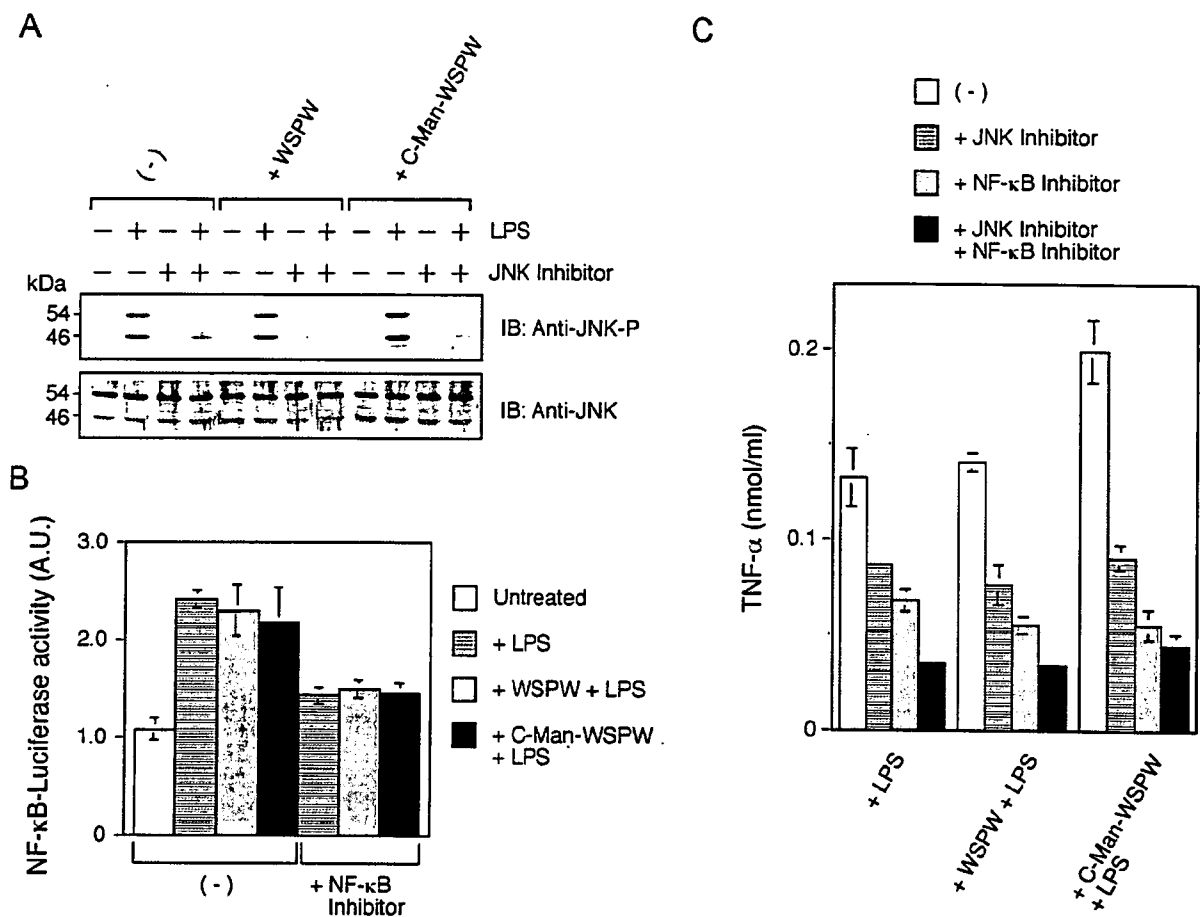 A
(-)
+ WSPW
+ C-Man-WSPW
− + − + − + − + − + − + LPS
− − + + − − + + − − + + JNK Inhibitor
kDa
54
46
IB: Anti-JNK-P
54
46
IB: Anti-JNK
B
NF-κB-Luciferase activity (A.U.)
3.0
2.0
1.0
0
(-)
+ NF-κB
Inhibitor
Untreated
+ LPS
+ WSPW + LPS
+ C-Man-WSPW
+ LPS
C
(-)
+ JNK Inhibitor
+ NF-κB Inhibitor
+ JNK Inhibitor
+ NF-κB Inhibitor
TNF-α (nmol/ml)
0.2
0.1
0
+ LPS
+ WSPW + LPS
+ C-Man-WSPW
+ LPS